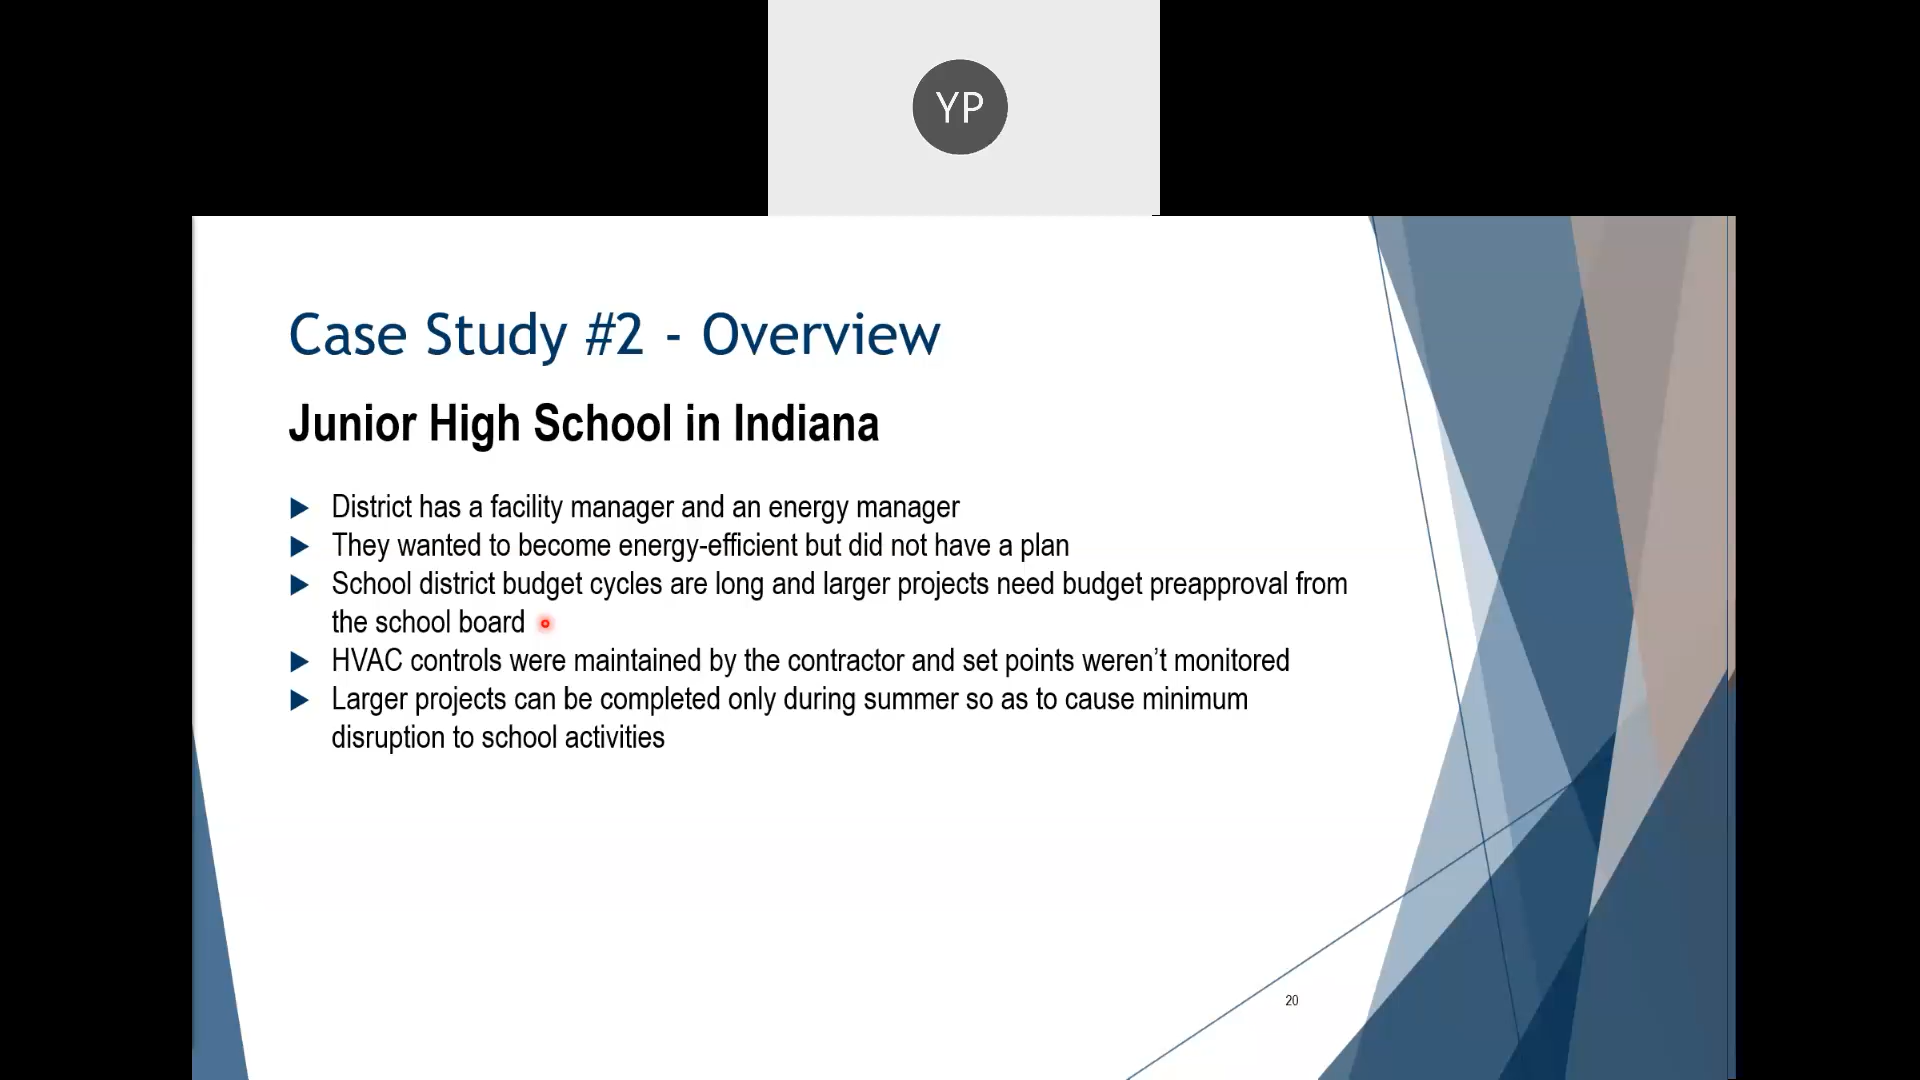 YP
Case Study #2 - Overview
Junior High School in Indiana
District has a facility manager and an energy manager
They wanted to become energy-efficient but did not have a plan
School district budget cycles are long and larger projects need budget preapproval from
the school board
HVAC controls were maintained by the contractor and set points weren’t monitored
Larger projects can be completed only during summer so as to cause minimum
disruption to school activities
20